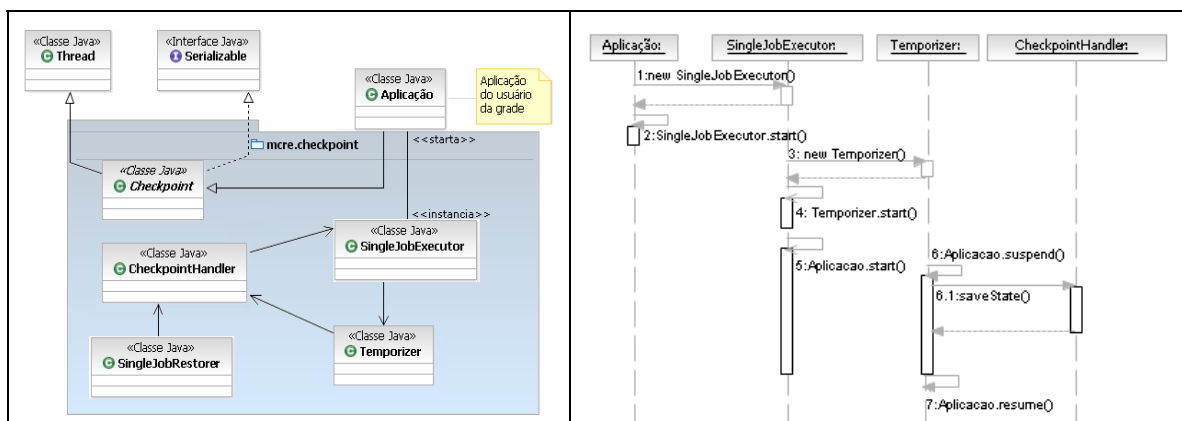 «Classe Java»
Thread
«Interface Java»
Serializable
«Classe Java»
Aplicação
Aplicação
do usuário
da grade
<<starta>>
mcre.checkpoint
«Classe Java»
Checkpoint
<<instancia>>
«Classe Java»
SingleJobExecutor
«Classe Java»
CheckpointHandler
«Classe Java»
SingleJobRestorer
«Classe Java»
Temporizer
Aplicação:
SingleJobExecutor:
Temporizer:
CheckpointHandler:
1:new SingleJobExecutor()
2:SingleJobExecutor.start()
3: new Temporizer()
4: Temporizer.start()
5:Aplicacao.start()
6:Aplicacao.suspend()
6.1:saveState()
7:Aplicacao.resume()